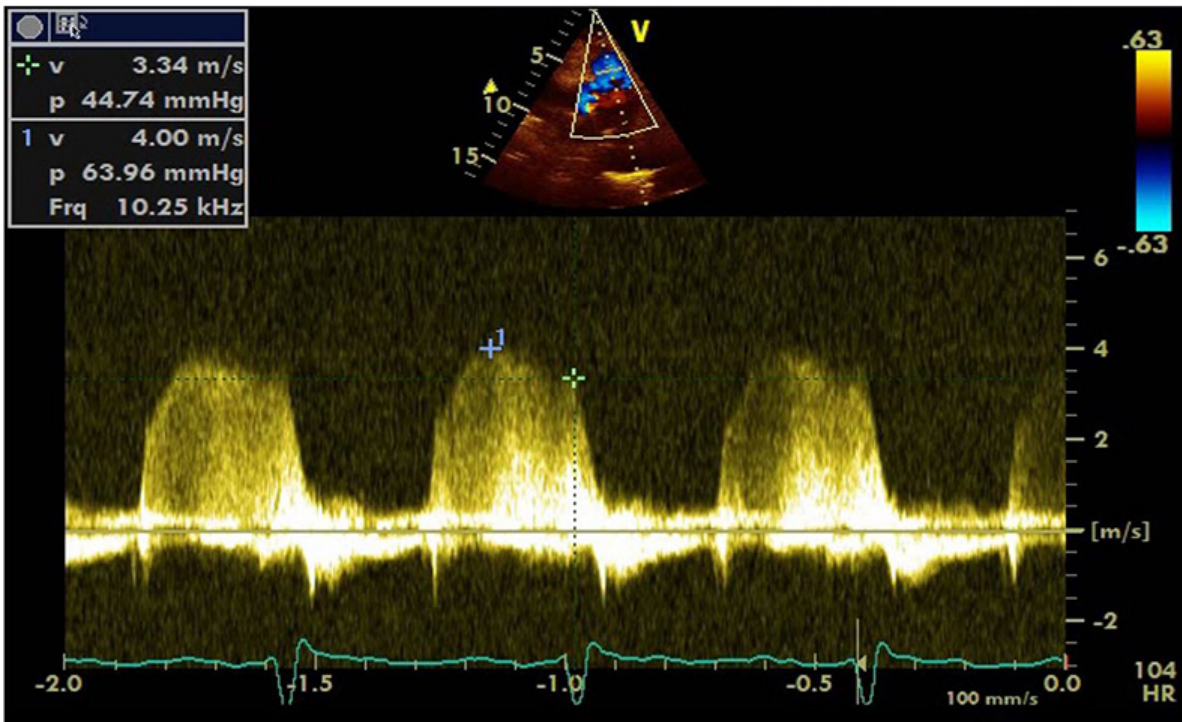 v 3.34 m/s
p 44.74 mmHg
1 v 4.00 m/s
p 63.96 mmHg
Frq 10.25 kHz
V
5
10
15
.63
-.63
1
6
4
2
[m/s]
-2
-2.0 -1.5 -1.0 -0.5 0.0
100 mm/s
104
HR